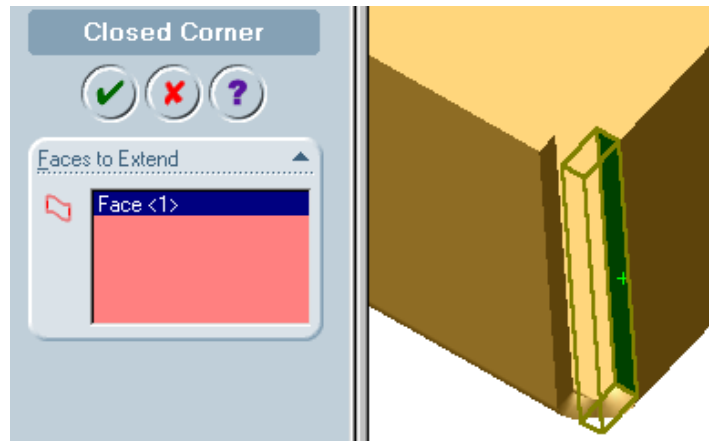 Closed Corner
?
Faces to Extend
Face <1>